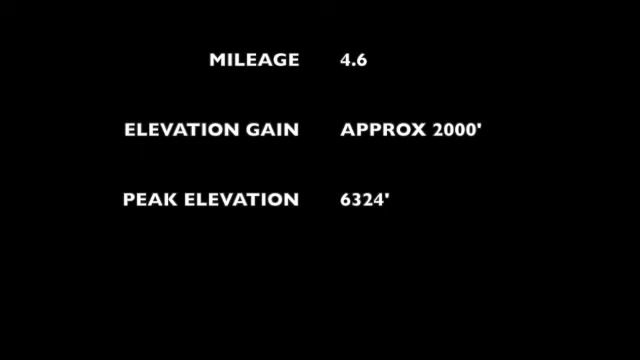 MILEAGE 4.6
ELEVATION GAIN APPROX 2000'
PEAK ELEVATION 6324'